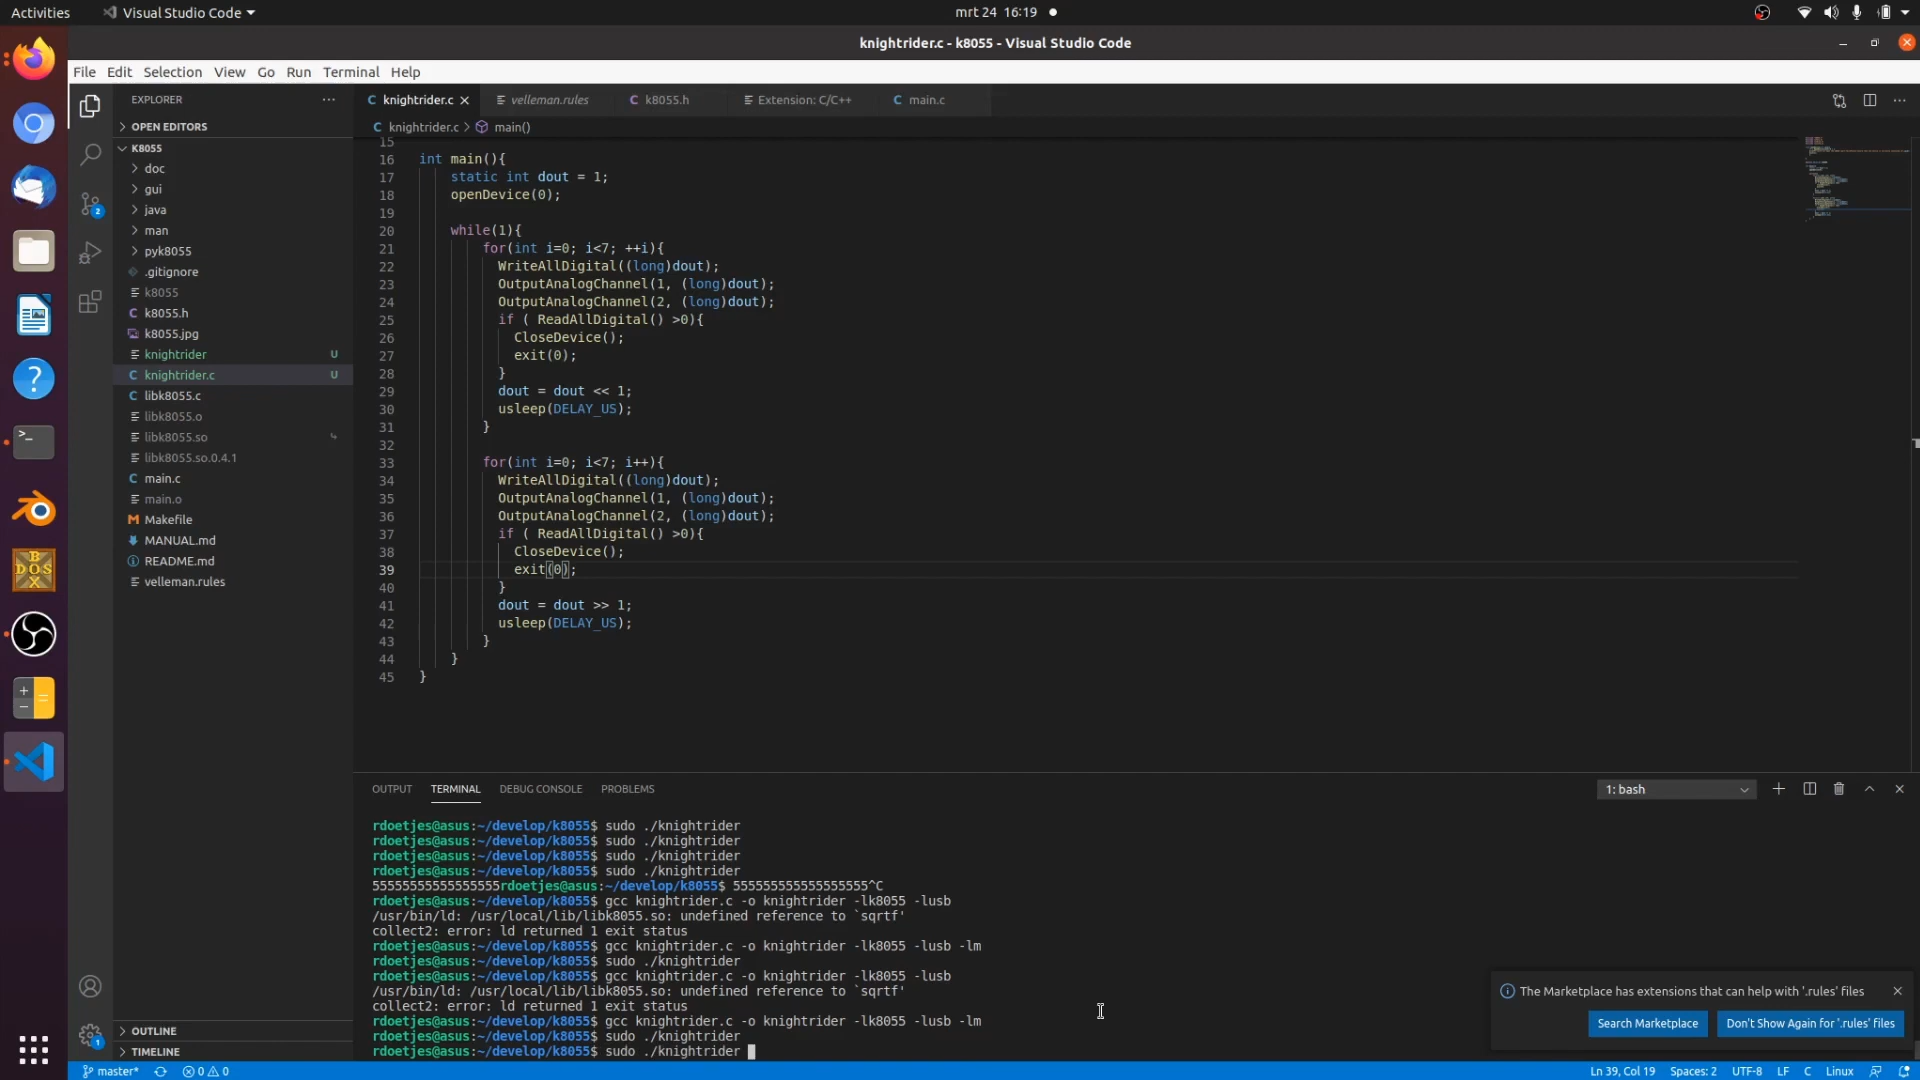 Activities
Visual Studio Code
mrt 24 16:19
knightrider.c - k8055 - Visual Studio Code
File Edit Selection View Go Run Terminal Help
EXPLORER
OPEN EDITORS
K8055
doc
gui
java
man
pyk8055
.gitignore
k8055
k8055.h
k8055.jpg
knightrider U
knightrider.c U
libk8055.c
libk8055.o
libk8055.so
libk8055.so.0.4.1
main.c
main.o
Makefile
MANUAL.md
README.md
velleman.rules
OUTLINE
TIMELINE
knightrider.c velleman.rules k8055.h Extension: C/C++ main.c
knightrider.c > main()
15
16 int main(){
17 static int dout = 1;
18 openDevice(0);
19
20 while(1){
21 for(int i=0; i<7; ++i){
22 WriteAllDigital((long)dout);
23 OutputAnalogChannel(1, (long)dout);
24 OutputAnalogChannel(2, (long)dout);
25 if ( ReadAllDigital() >0){
26 CloseDevice();
27 exit(0);
28 }
29 dout = dout << 1;
30 usleep(DELAY_US);
31 }
32
33 for(int i=0; i<7; i++){
34 WriteAllDigital((long)dout);
35 OutputAnalogChannel(1, (long)dout);
36 OutputAnalogChannel(2, (long)dout);
37 if ( ReadAllDigital() >0){
38 CloseDevice();
39 exit(0);
40 }
41 dout = dout >> 1;
42 usleep(DELAY_US);
43 }
44 }
45 }
OUTPUT TERMINAL DEBUG CONSOLE PROBLEMS
1: bash
rdoetjes@asus:~/develop/k8055$ sudo ./knightrider
rdoetjes@asus:~/develop/k8055$ sudo ./knightrider
rdoetjes@asus:~/develop/k8055$ sudo ./knightrider
rdoetjes@asus:~/develop/k8055$ sudo ./knightrider
55555555555555555rdoetjes@asus:~/develop/k8055$ 555555555555555555^C
rdoetjes@asus:~/develop/k8055$ gcc knightrider.c -o knightrider -lk8055 -lusb
/usr/bin/ld: /usr/local/lib/libk8055.so: undefined reference to `sqrtf'
collect2: error: ld returned 1 exit status
rdoetjes@asus:~/develop/k8055$ gcc knightrider.c -o knightrider -lk8055 -lusb -lm
rdoetjes@asus:~/develop/k8055$ sudo ./knightrider
rdoetjes@asus:~/develop/k8055$ gcc knightrider.c -o knightrider -lk8055 -lusb
/usr/bin/ld: /usr/local/lib/libk8055.so: undefined reference to `sqrtf'
collect2: error: ld returned 1 exit status
rdoetjes@asus:~/develop/k8055$ gcc knightrider.c -o knightrider -lk8055 -lusb -lm
rdoetjes@asus:~/develop/k8055$ sudo ./knightrider
rdoetjes@asus:~/develop/k8055$ sudo ./knightrider
The Marketplace has extensions that can help with '.rules' files
Search Marketplace
Don't Show Again for '.rules' files
master* 0 0
Ln 39, Col 19 Spaces: 2 UTF-8 LF C Linux